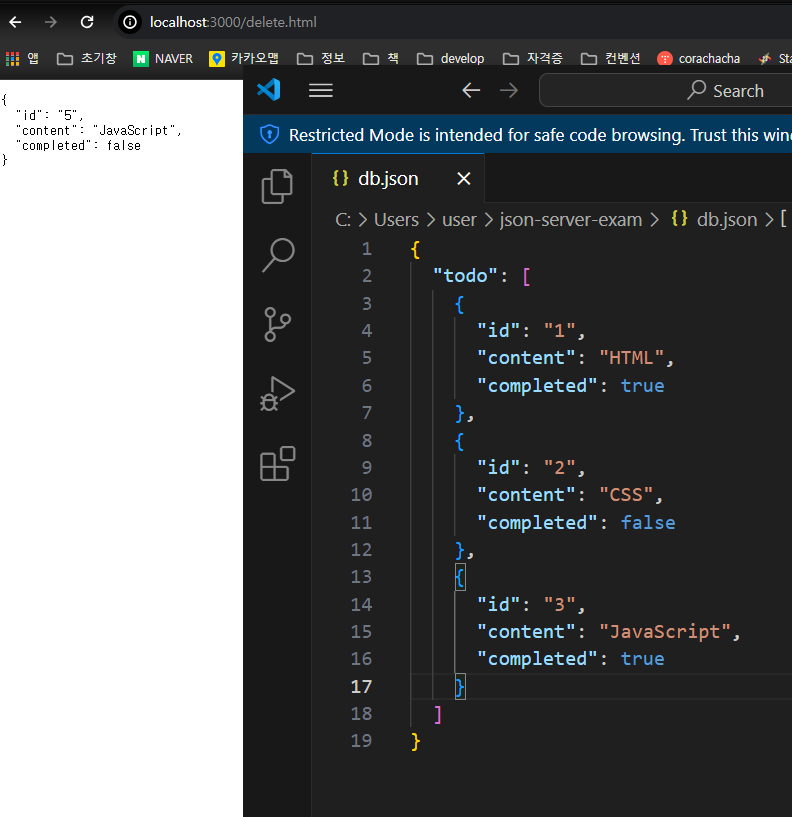 localhost:3000/delete.html
앱 초기창 NAVER 카카오맵 정보 책 develop 자격증 컨벤션 corachacha Sta
{
"id": "5",
"content": "JavaScript",
"completed": false
}
Search
Restricted Mode is intended for safe code browsing. Trust this win
{} db.json
C: > Users > user > json-server-exam > {} db.json > [
1 {
2 "todo": [
3 {
4 "id": "1",
5 "content": "HTML",
6 "completed": true
7 },
8 {
9 "id": "2",
10 "content": "CSS",
11 "completed": false
12 },
13 {
14 "id": "3",
15 "content": "JavaScript",
16 "completed": true
17 }
18 ]
19 }